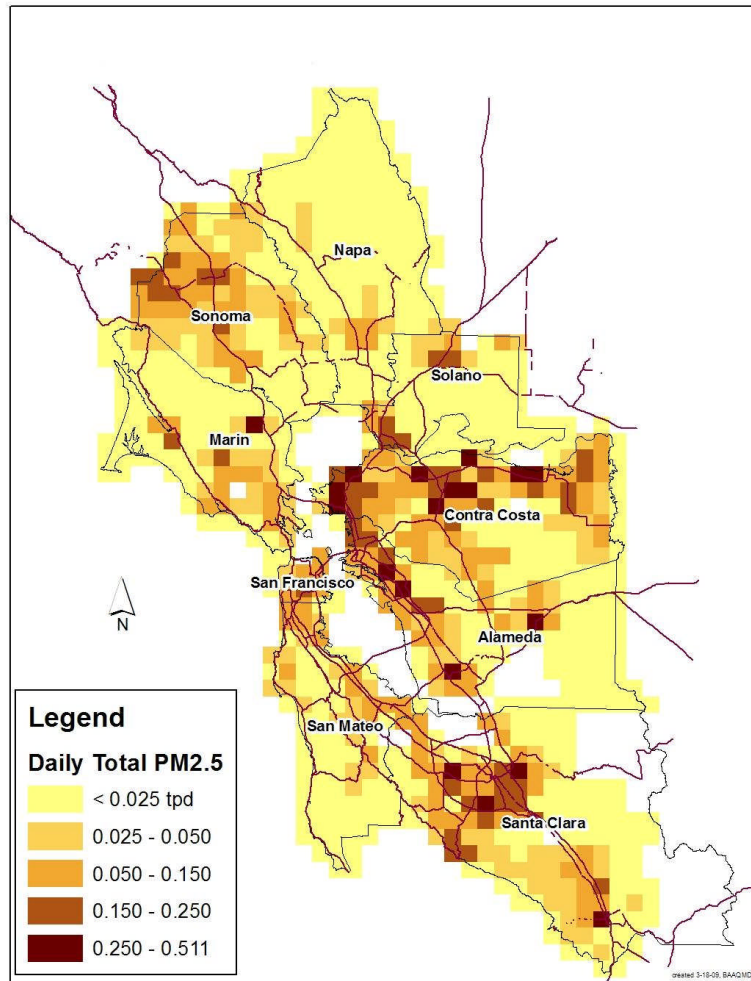 Napa
Sonoma
Solano
Marin
Contra Costa
San Francisco
N
Alameda
San Mateo
Santa Clara
Legend
Daily Total PM2.5
< 0.025 tpd
0.025 - 0.050
0.050 - 0.150
0.150 - 0.250
0.250 - 0.511
created 3-18-09, BAAQMD